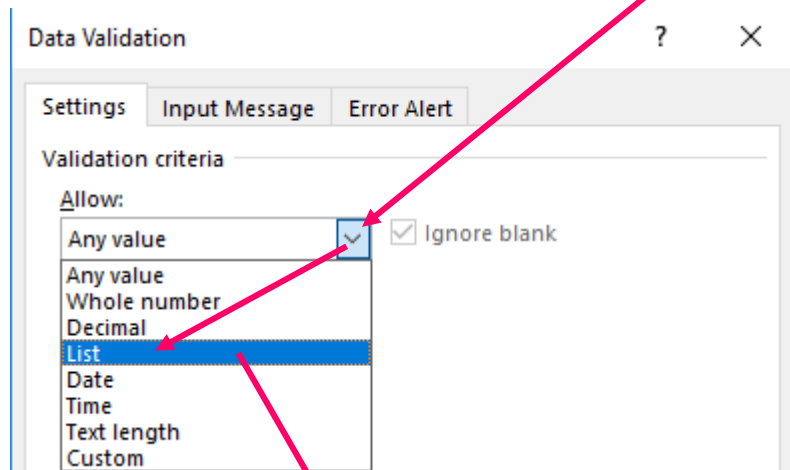 Data Validation ? ×
Settings Input Message Error Alert
Validation criteria
Allow:
Any value Ignore blank
Any value
Whole number
Decimal
List
Date
Time
Text length
Custom